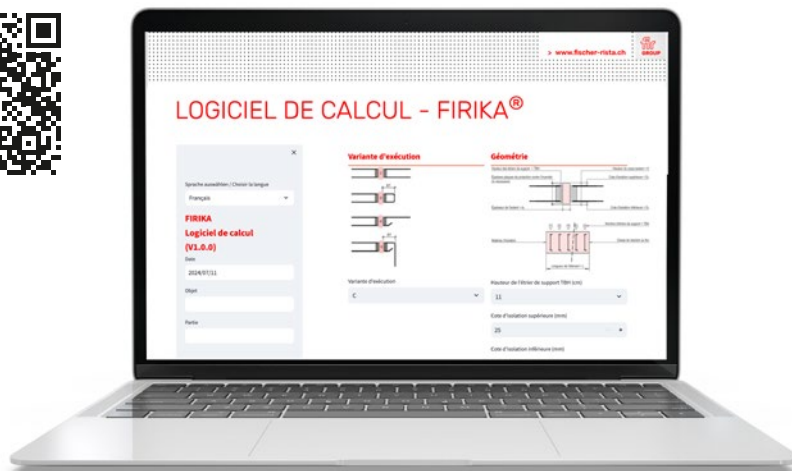 > www.fischer-rista.ch
GROUP
LOGICIEL DE CALCUL - FIRIKA®
×
Sprache auswählen / Choisir la langue
Français
FIRIKA
Logiciel de calcul
(V1.0.0)
Date
2024/07/11
Objet
Variante d'exécution
Variante d'exécution
C
Géométrie
Hauteur de l'étrier de support TBH (cm)
11
Cote d'isolation supérieure (mm)
25
Cote d'isolation inférieure (mm)